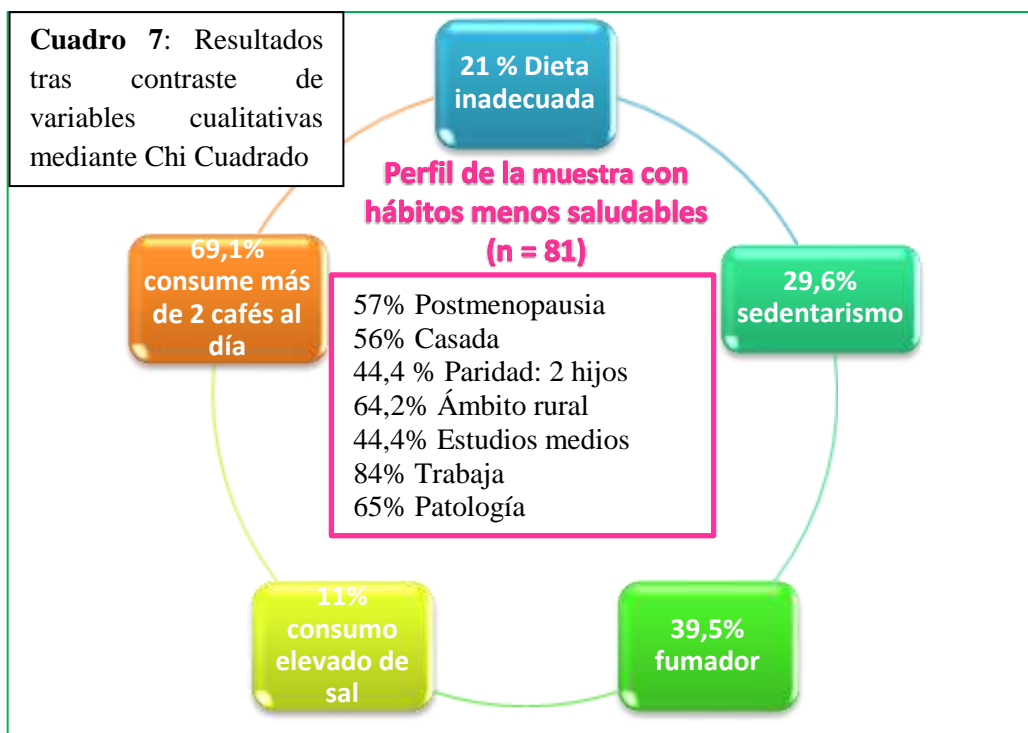 Cuadro 7: Resultados
tras contraste de
variables cualitativas
mediante Chi Cuadrado
21 % Dieta
inadecuada
Perfil de la muestra con
hábitos menos saludables
(n = 81)
69,1%
consume más
de 2 cafés al
día
29,6%
sedentarismo
57% Postmenopausia
56% Casada
44,4 % Paridad: 2 hijos
64,2% Ámbito rural
44,4% Estudios medios
84% Trabaja
65% Patología
11%
consumo
elevado de
sal
39,5%
fumador